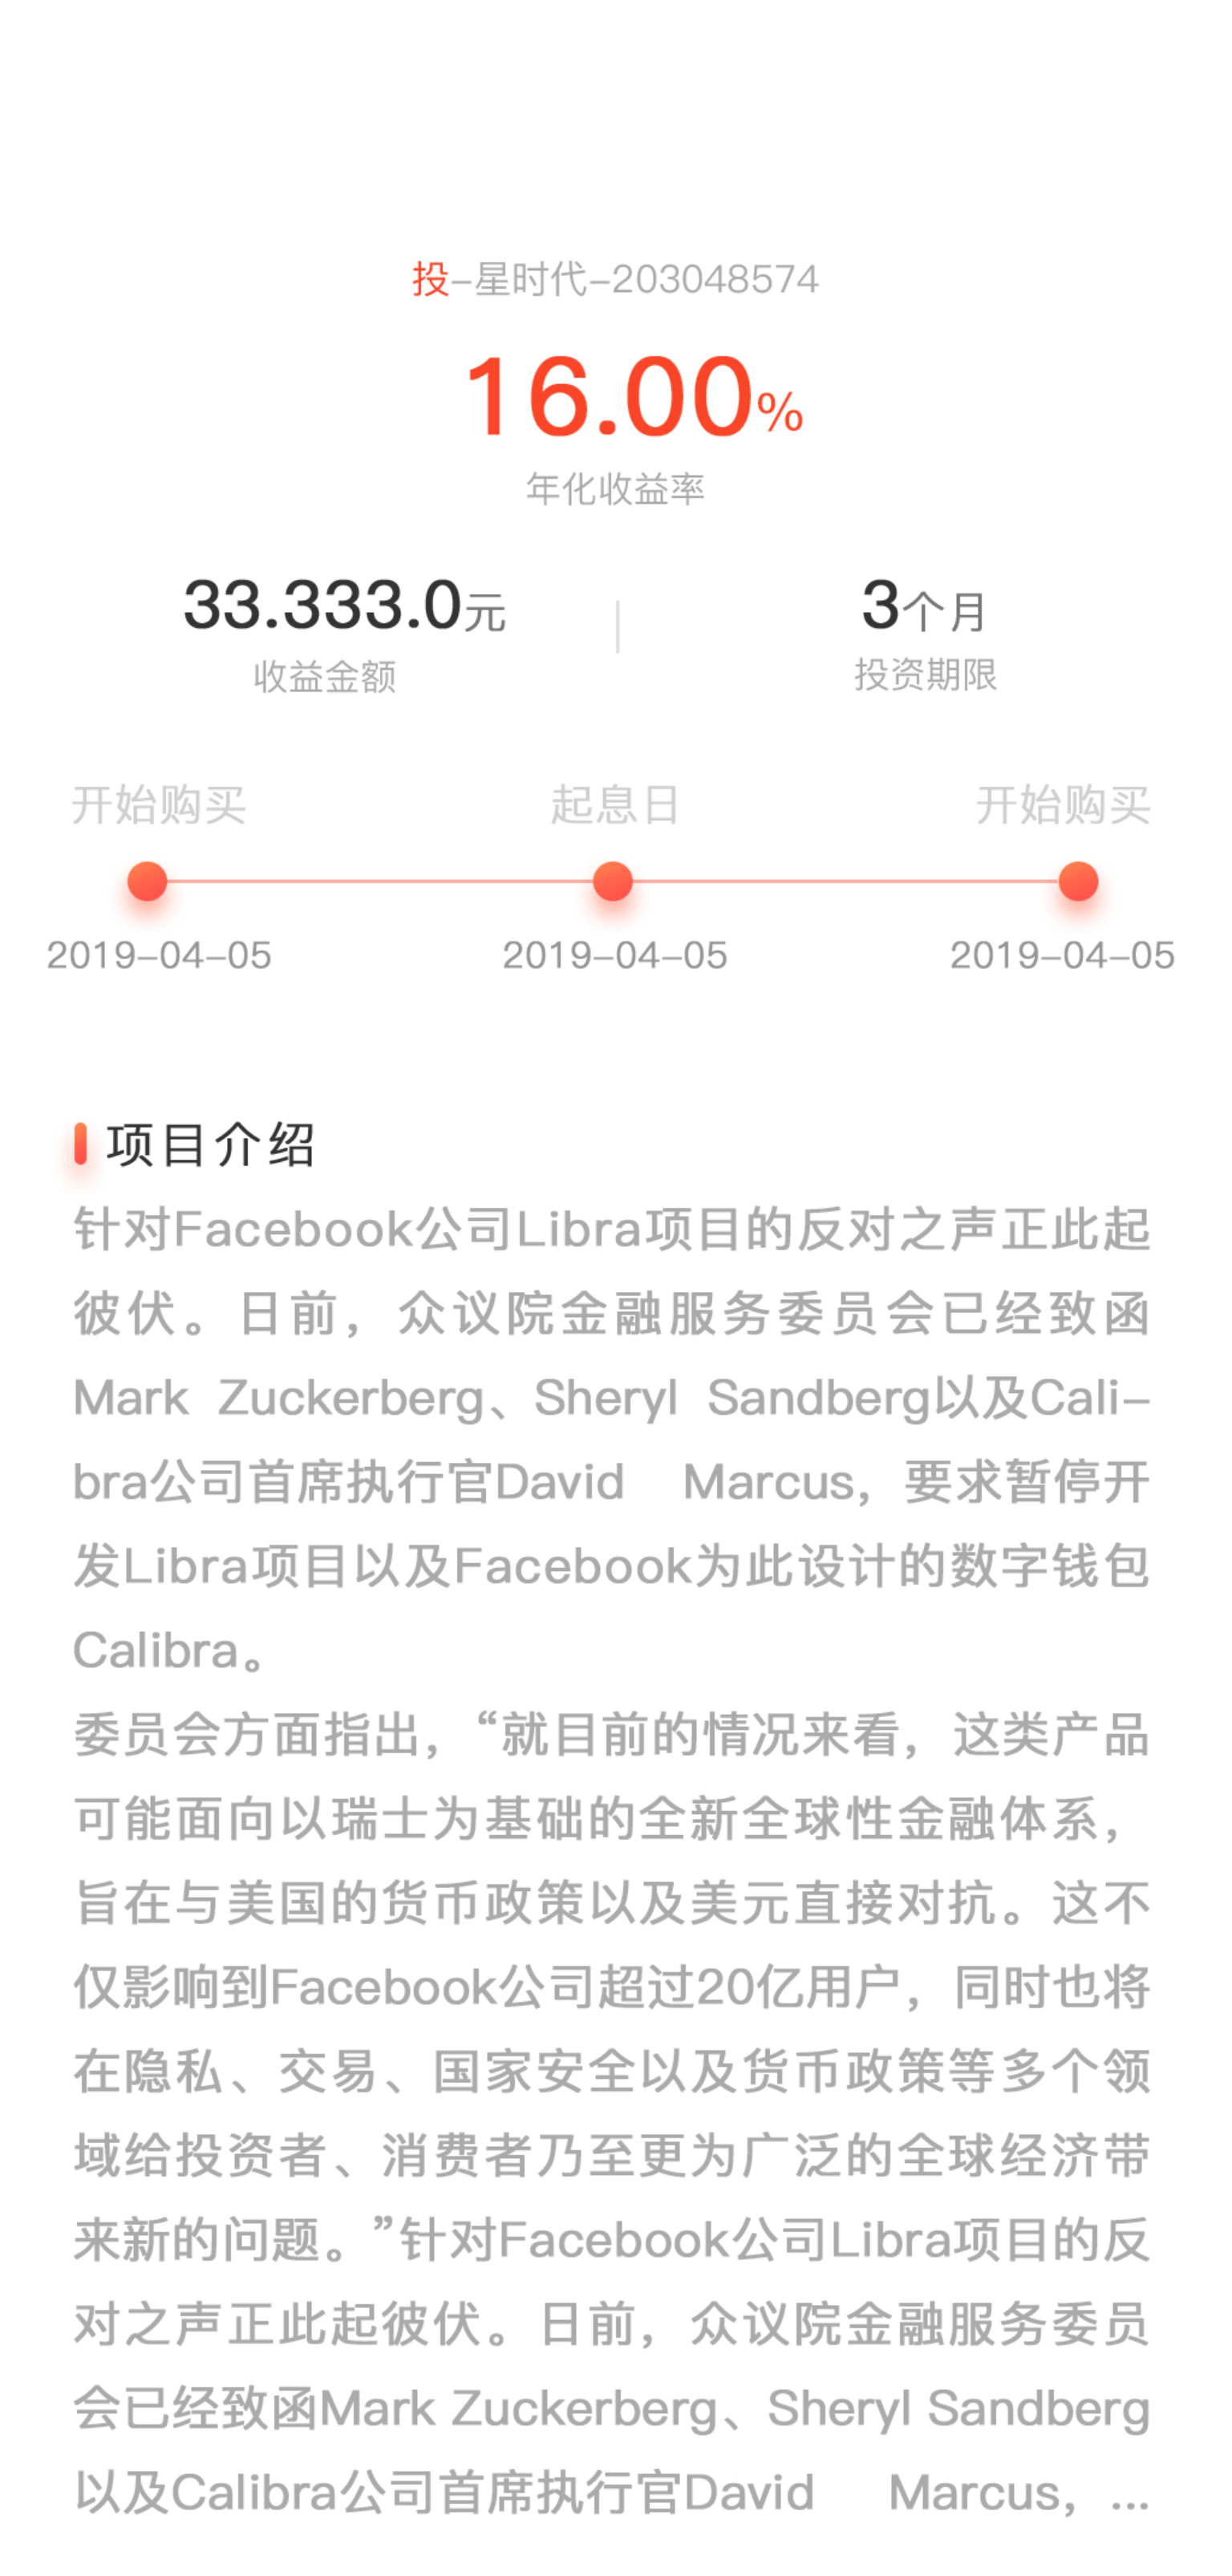 投-星时代-203048574
16.00%
年化收益率
33.333.0元
3个月
收益金额
投资期限
开始购买
起息日
开始购买
2019-04-05
2019-04-05
2019-04-05
项目介绍
针对Facebook公司Libra项目的反对之声正此起
彼伏。日前，众议院金融服务委员会已经致函
Mark Zuckerberg、Sheryl Sandberg以及Cali-
bra公司首席执行官David Marcus，要求暂停开
发Libra项目以及Facebook为此设计的数字钱包
Calibra。
委员会方面指出，“就目前的情况来看，这类产品
可能面向以瑞士为基础的全新全球性金融体系，
旨在与美国的货币政策以及美元直接对抗。这不
仅影响到Facebook公司超过20亿用户，同时也将
在隐私、交易、国家安全以及货币政策等多个领
域给投资者、消费者乃至更为广泛的全球经济带
来新的问题。”针对Facebook公司Libra项目的反
对之声正此起彼伏。日前，众议院金融服务委员
会已经致函Mark Zuckerberg、Sheryl Sandberg
以及Calibra公司首席执行官David Marcus，...